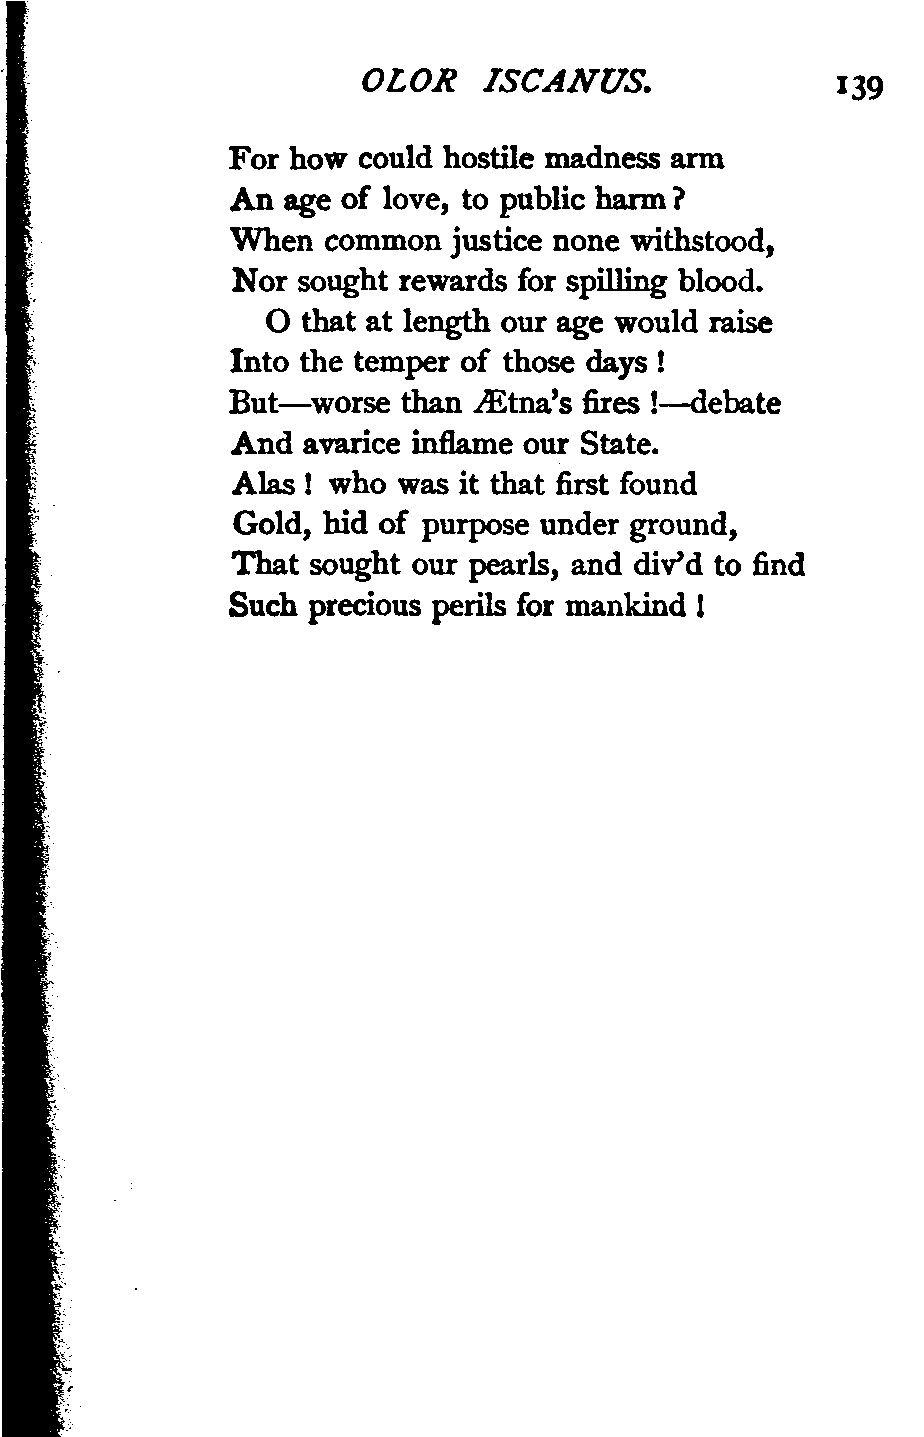 OLOR ISCANUS. 139
For how could hostile madness arm
An age of love, to public harm?
When common justice none withstood,
Nor sought rewards for spilling blood.
O that at length our age would raise
Into the temper of those days!
But—worse than Ætna's fires!—debate
And avarice inflame our State.
Alas! who was it that first found
Gold, hid of purpose under ground,
That sought our pearls, and div'd to find
Such precious perils for mankind!